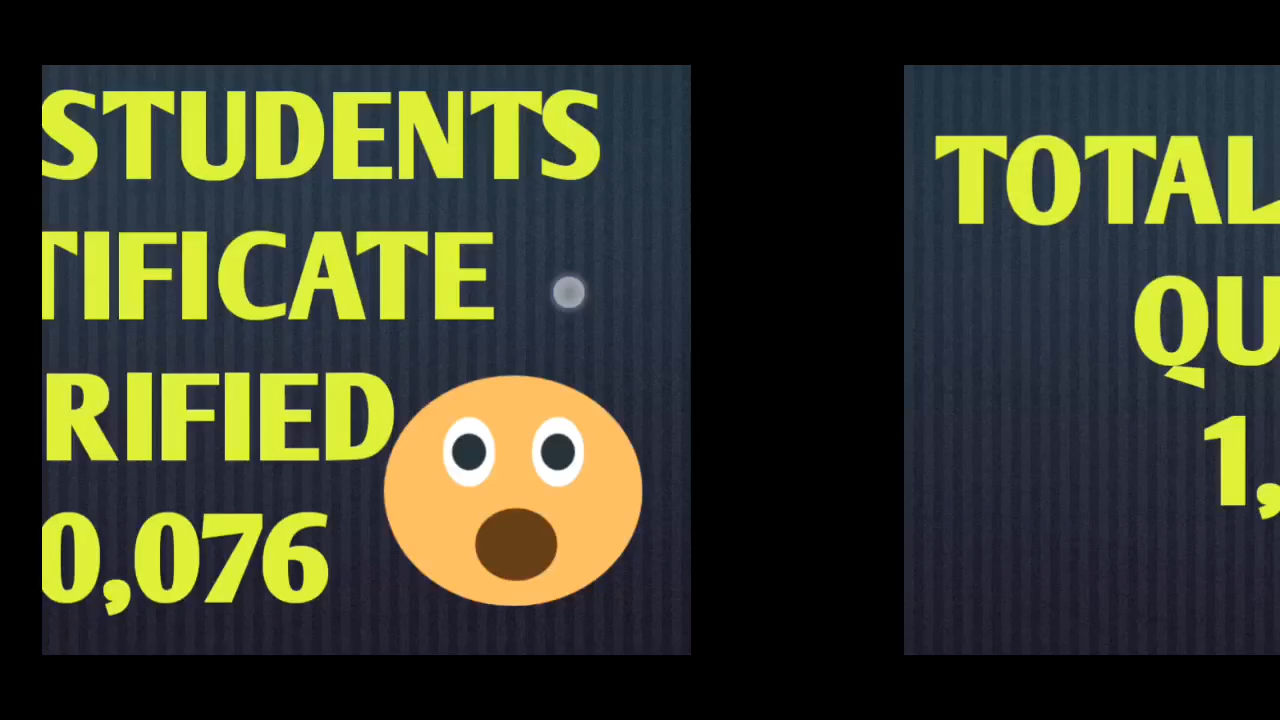 STUDENTS
TIFICATE
RIFIED
0,076
TOTAL
QU
1,